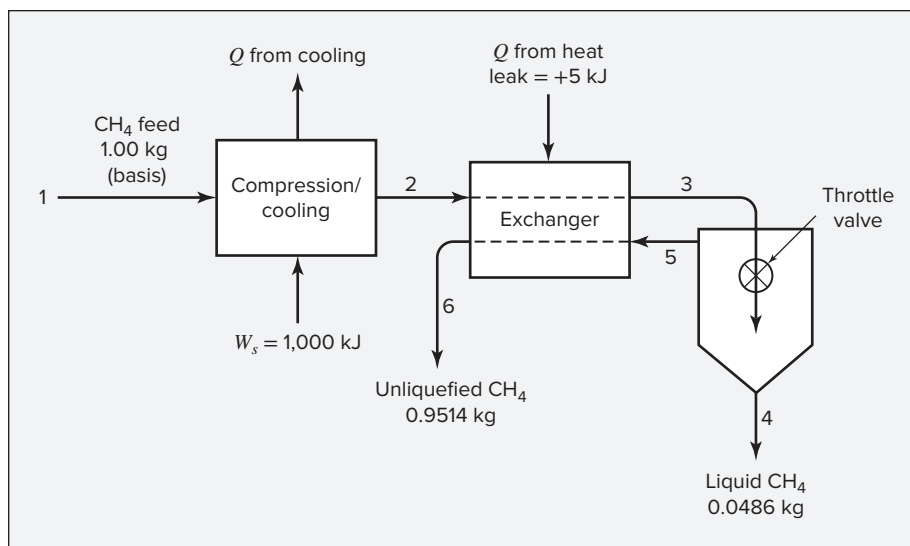 Q from cooling
Q from heat
leak = +5 kJ
CH₄ feed
1.00 kg
(basis)
1
Compression/
cooling
2
Exchanger
3
Throttle
valve
5
6
W_s = 1,000 kJ
Unliquefied CH₄
0.9514 kg
4
Liquid CH₄
0.0486 kg